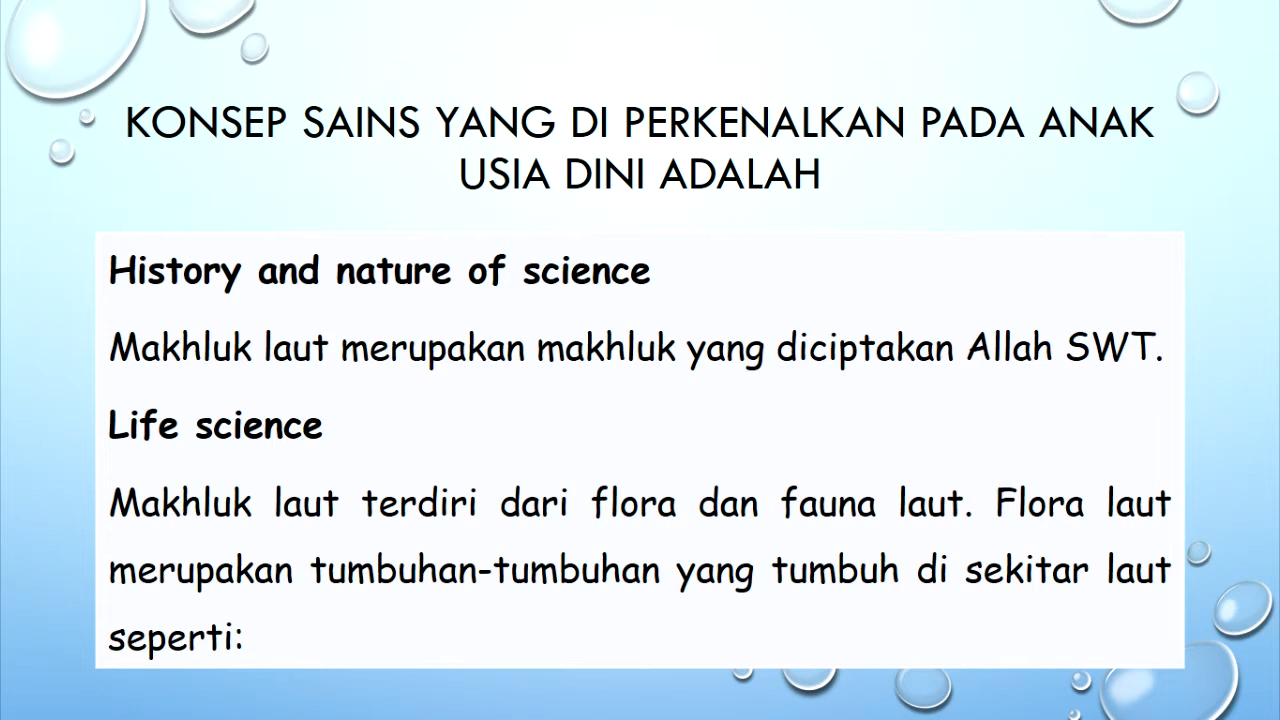 KONSEP SAINS YANG DI PERKENALKAN PADA ANAK
USIA DINI ADALAH
History and nature of science
Makhluk laut merupakan makhluk yang diciptakan Allah SWT.
Life science
Makhluk laut terdiri dari flora dan fauna laut. Flora laut
merupakan tumbuhan-tumbuhan yang tumbuh di sekitar laut
seperti: